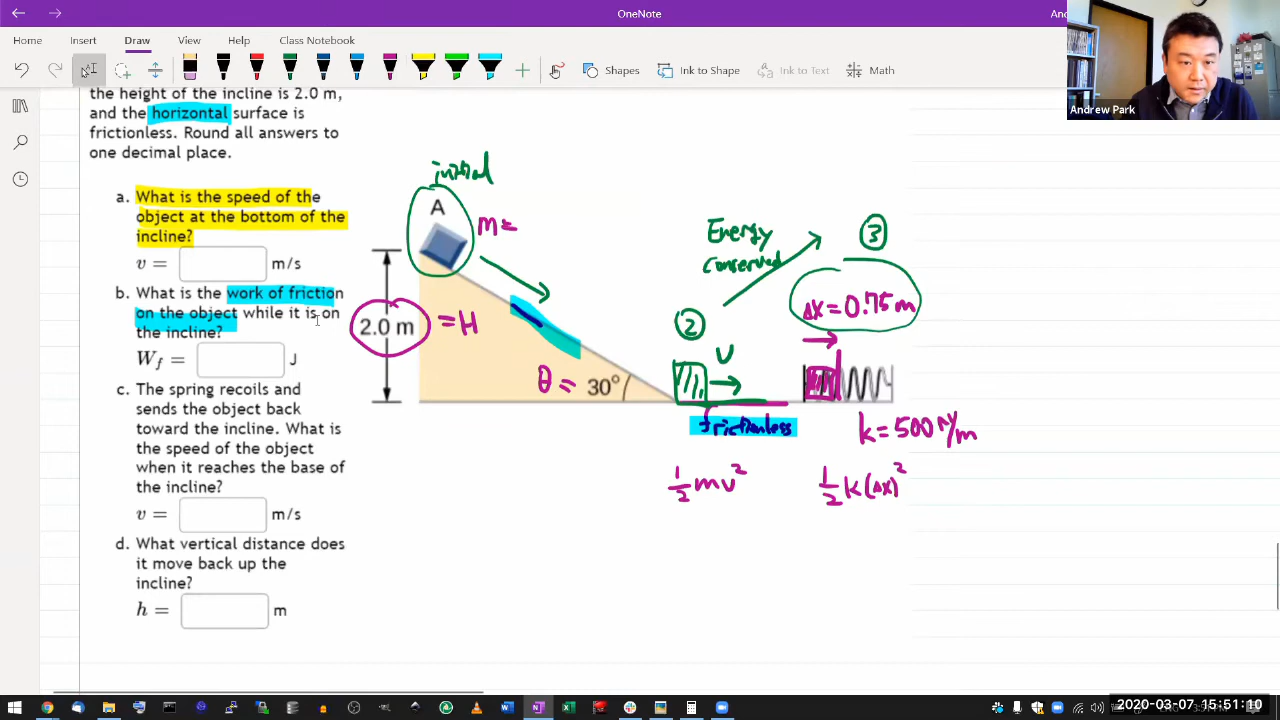 OneNote
And
Home Insert Draw View Help Class Notebook
Shapes Ink to Shape Ink to Text Math
Andrew Park
the height of the incline is 2.0 m,
and the horizontal surface is
frictionless. Round all answers to
one decimal place.
a. What is the speed of the
object at the bottom of the
incline?
v = m/s
b. What is the work of friction
on the object while it is on
the incline?
W_f = J
c. The spring recoils and
sends the object back
toward the incline. What is
the speed of the object
when it reaches the base of
the incline?
v = m/s
d. What vertical distance does
it move back up the
incline?
h = m
initial
A
m=
2.0 m = H
θ = 30°
Energy
conserved
③
Δx = 0.75 m
②
v
frictionless
k = 500 N/m
½mv²
½k(Δx)²
2020-03-07 15:51:10